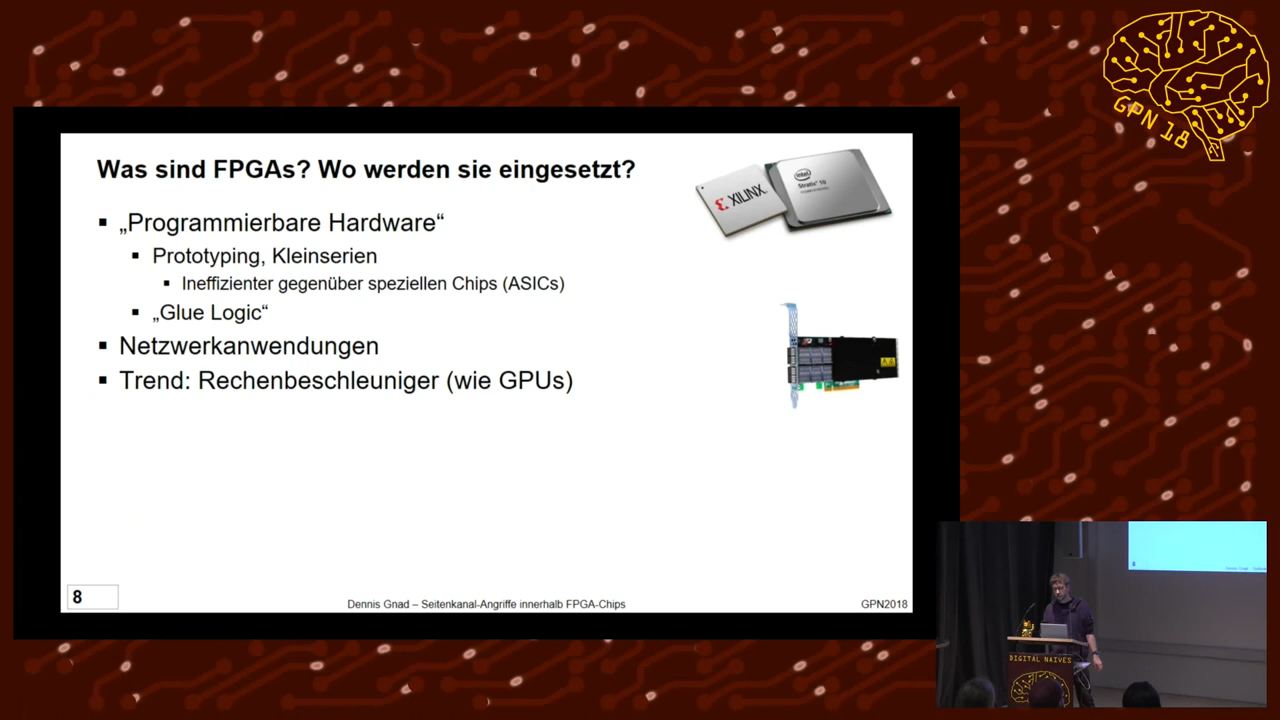 GPN 18
Was sind FPGAs? Wo werden sie eingesetzt?
▪ „Programmierbare Hardware“
▪ Prototyping, Kleinserien
▪ Ineffizienter gegenüber speziellen Chips (ASICs)
▪ „Glue Logic“
▪ Netzwerkanwendungen
▪ Trend: Rechenbeschleuniger (wie GPUs)
XILINX
intel
Stratix 10
8
Dennis Gnad – Seitenkanal-Angriffe innerhalb FPGA-Chips
GPN2018
DIGITAL NAIVES